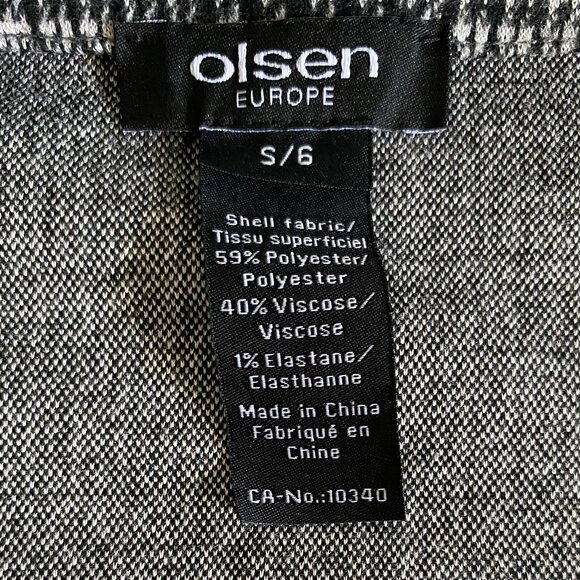 olsen
EUROPE
S/6
Shell fabric/
Tissu superficiel
59% Polyester/
Polyester
40% Viscose/
Viscose
1% Elastane/
Elasthanne
Made in China
Fabriqué en
Chine
CA-No.:10340